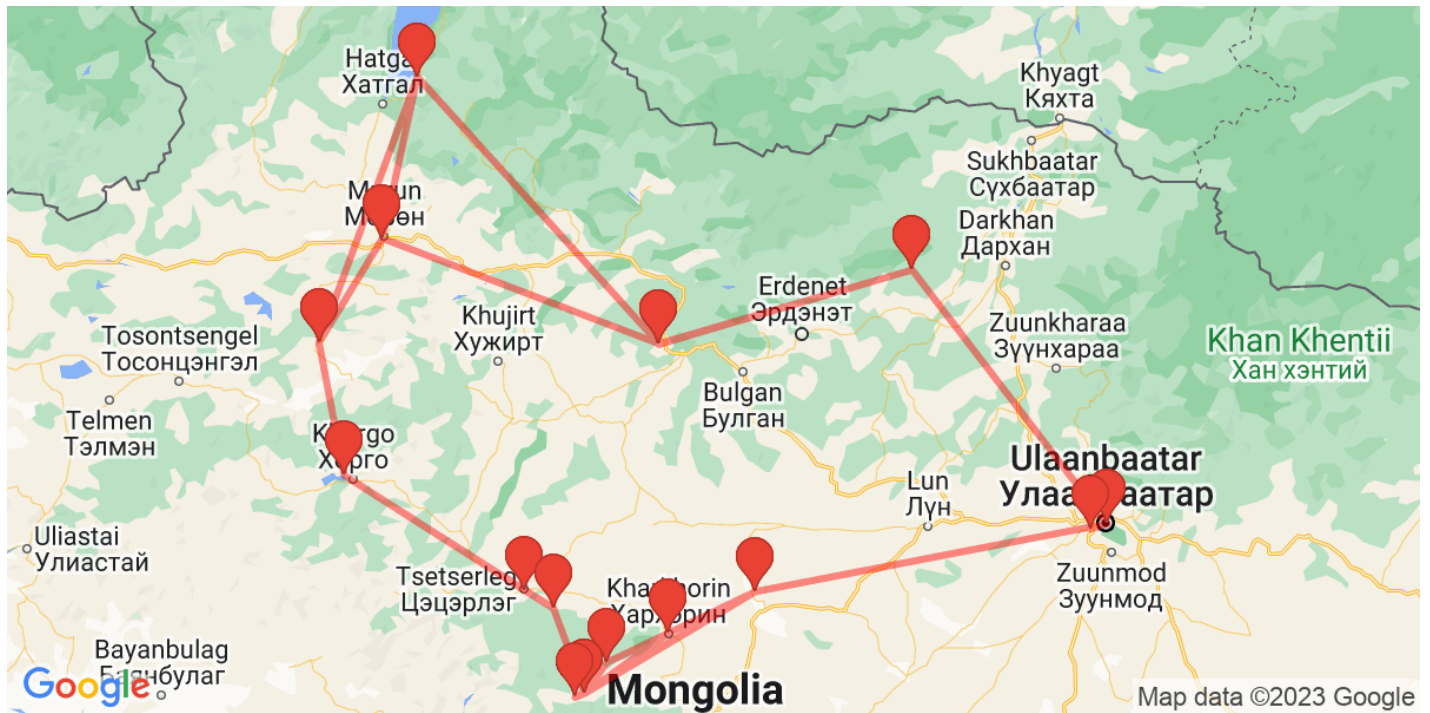 Хатгал
Khyagt
Кяхта
Sukhbaatar
Сүхбаатар
Darkhan
Дархан
Erdenet
Эрдэнэт
Khujirt
Хужирт
Zuunkharaa
Зүүнхараа
Tosontsengel
Тосонцэнгэл
Khan Khentii
Хан хэнтий
Telmen
Тэлмэн
Bulgan
Булган
Ulaanbaatar
Lun
Лүн
Uliastai
Улиастай
Tsetserleg
Цэцэрлэг
Zuunmod
Зуунмод
Bayanbulag
Mongolia
Google
Map data ©2023 Google